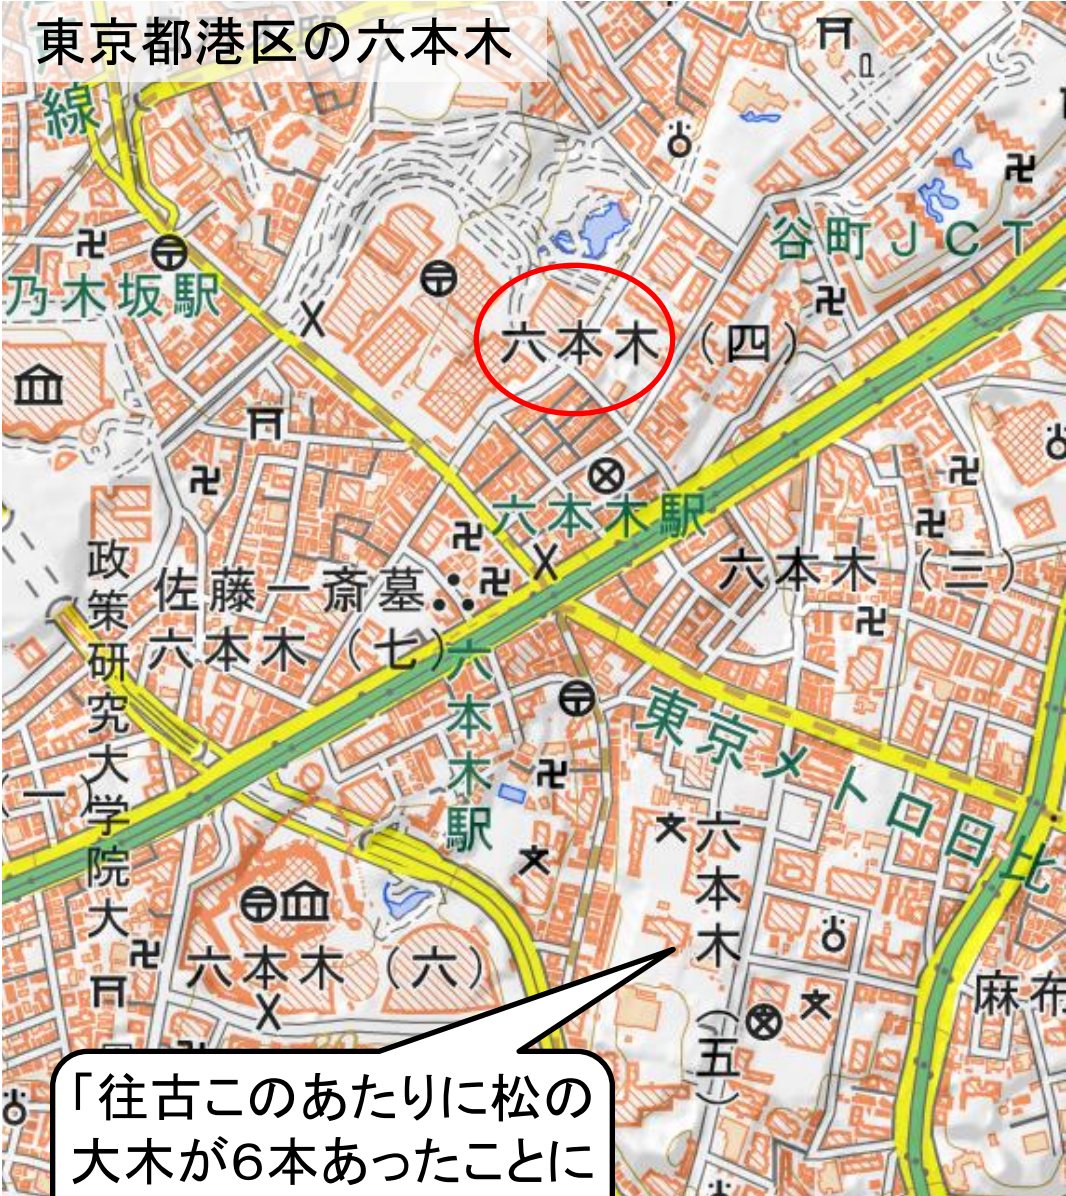 東京都港区の六本木
線
谷町JCT
乃木坂駅
六本木(四)
六本木駅
六本木(三)
政策研究大学院大
佐藤一斎墓
六本木(七)
六本木駅
東京メトロ日比
(一)
六本木(五)
六本木(六)
麻布
「往古このあたりに松の
大木が6本あったことに